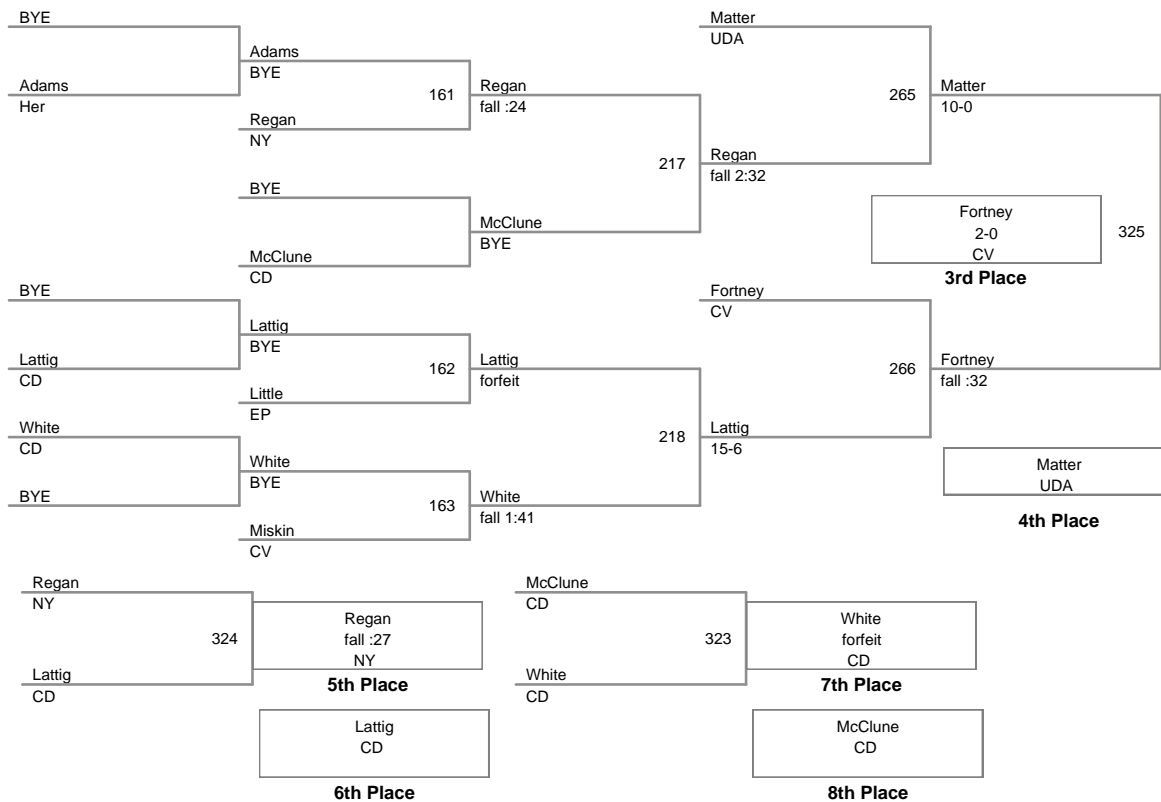 BYE
Adams
Her
Adams
BYE
161
Regan
NY
Regan
fall :24
BYE
McClune
CD
McClune
BYE
217
Regan
fall 2:32
Matter
UDA
265
Matter
10-0
Fortney
2-0
CV
3rd Place
325
BYE
Lattig
CD
Lattig
BYE
162
Little
EP
Lattig
forfeit
White
CD
BYE
White
BYE
163
Miskin
CV
White
fall 1:41
218
Lattig
15-6
Fortney
CV
266
Fortney
fall :32
Matter
UDA
4th Place
Regan
NY
324
Lattig
CD
Regan
fall :27
NY
5th Place
Lattig
CD
6th Place
McClune
CD
323
White
CD
White
forfeit
CD
7th Place
McClune
CD
8th Place